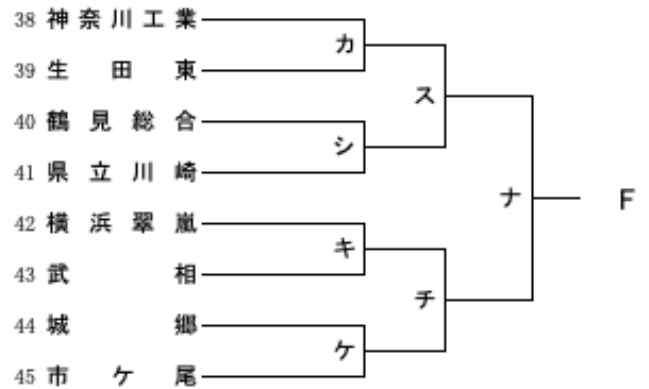 38 神奈川工業
カ
39 生田東
ス
40 鶴見総合
シ
41 県立川崎
ナ F
42 横浜翠嵐
キ
43 武相
チ
44 城郷
ケ
45 市ケ尾